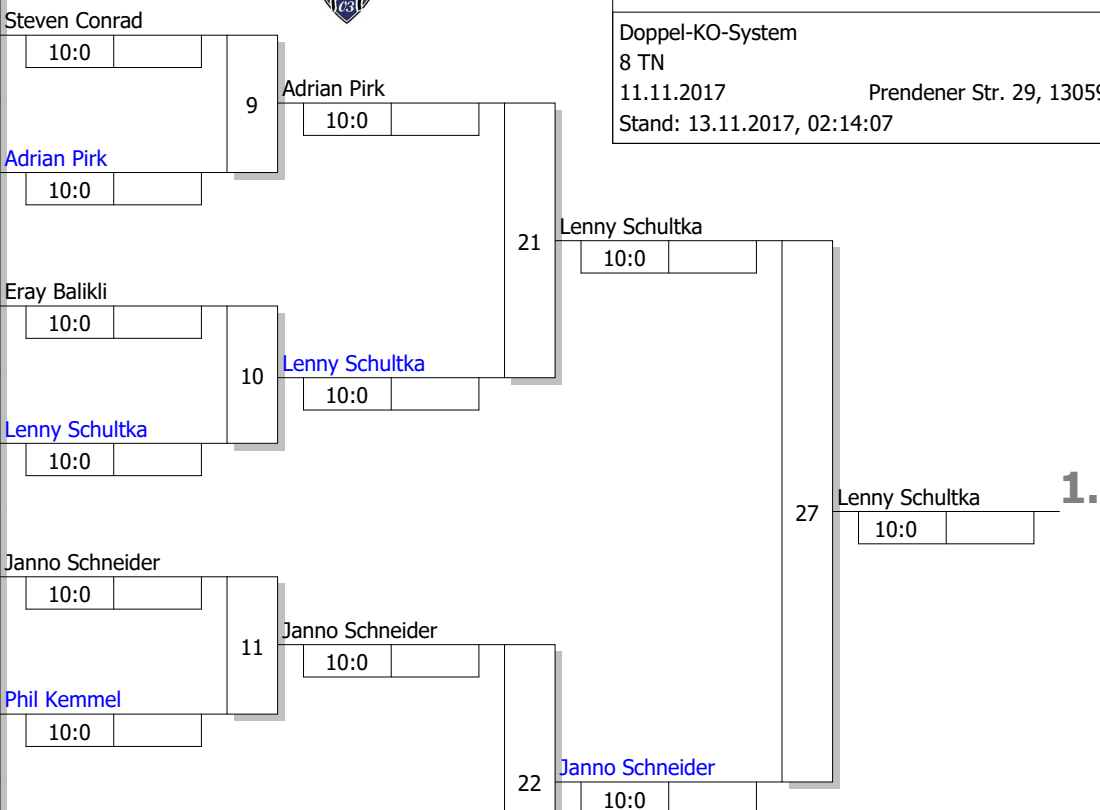 C3
Doppel-KO-System
8 TN
11.11.2017 Prendener Str. 29, 13059
Stand: 13.11.2017, 02:14:07
Steven Conrad
10:0
9
Adrian Pirk
10:0
Adrian Pirk
10:0
21
Lenny Schultka
10:0
Eray Balikli
10:0
10
Lenny Schultka
10:0
Lenny Schultka
10:0
27
Lenny Schultka
1.
10:0
Janno Schneider
10:0
11
Janno Schneider
10:0
Phil Kemmel
10:0
22
Janno Schneider
10:0